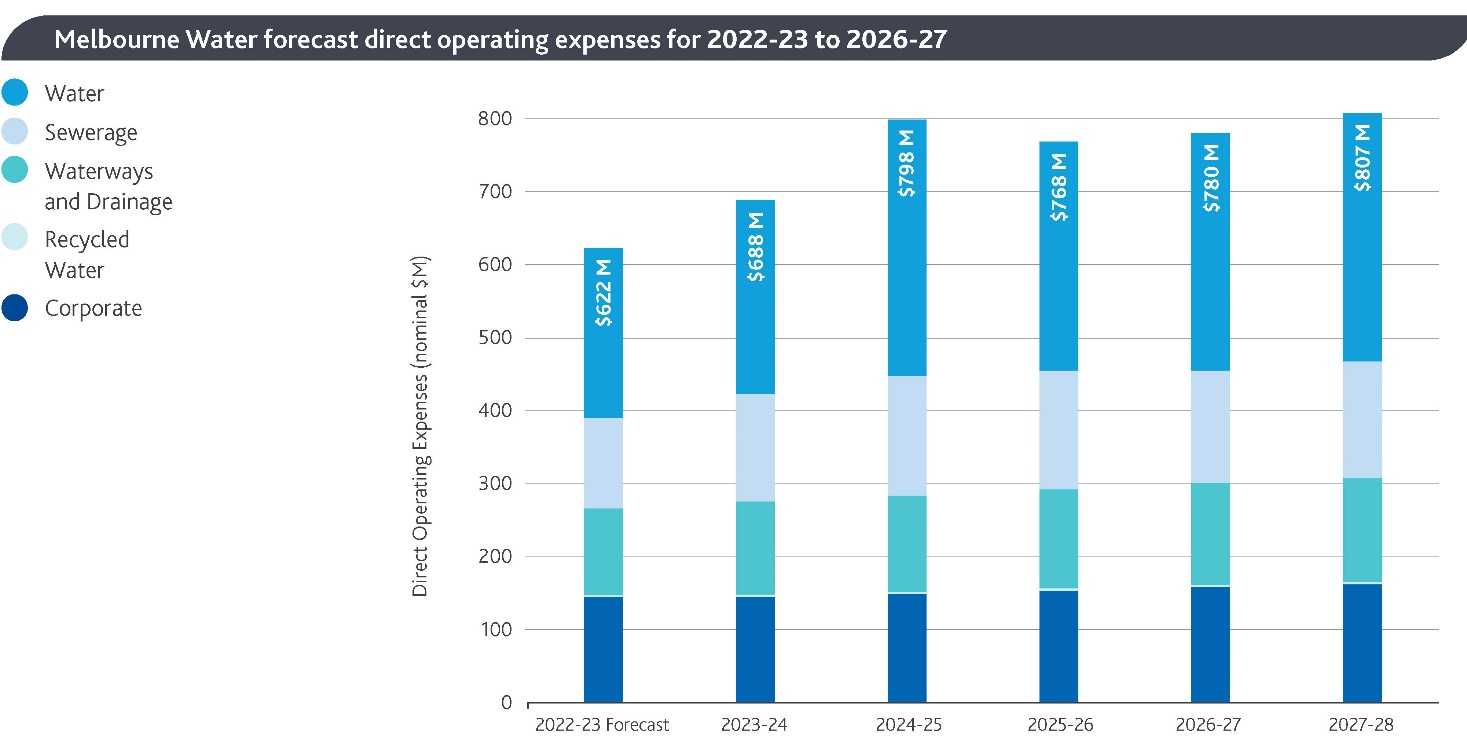 Melbourne Water forecast direct operating expenses for 2022-23 to 2026-27
Water
Sewerage
Waterways
and Drainage
Recycled
Water
Corporate
Direct Operating Expenses (nominal $M)
800
700
600
500
400
300
200
100
0
$622 M
$688 M
$798 M
$768 M
$780 M
$807 M
2022-23 Forecast
2023-24
2024-25
2025-26
2026-27
2027-28